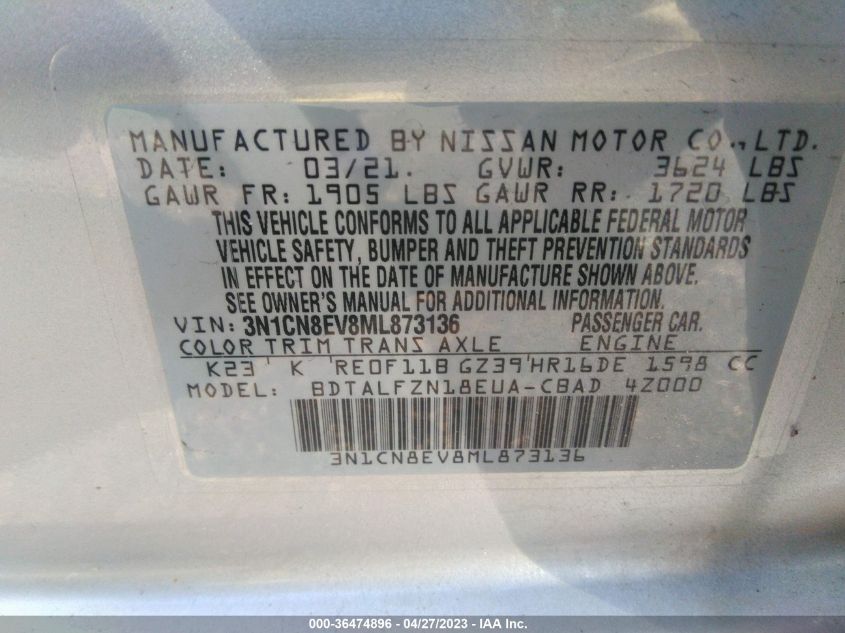 MANUFACTURED BY NISSAN MOTOR CO., LTD.
DATE: 03/21. GVWR: 3624 LBS
GAWR FR: 1905 LBS GAWR RR: 1720 LBS
THIS VEHICLE CONFORMS TO ALL APPLICABLE FEDERAL MOTOR
VEHICLE SAFETY, BUMPER AND THEFT PREVENTION STANDARDS
IN EFFECT ON THE DATE OF MANUFACTURE SHOWN ABOVE.
SEE OWNER'S MANUAL FOR ADDITIONAL INFORMATION.
VIN: 3N1CN8EV8ML873136 PASSENGER CAR.
COLOR TRIM TRANS AXLE ENGINE
K23 K RE0F11B GZ39 HR16DE 1598 CC
MODEL: BDTALFZN18EUA-CBAD 4Z000
3N1CN8EV8ML873136
000-36474896 - 04/27/2023 - IAA Inc.